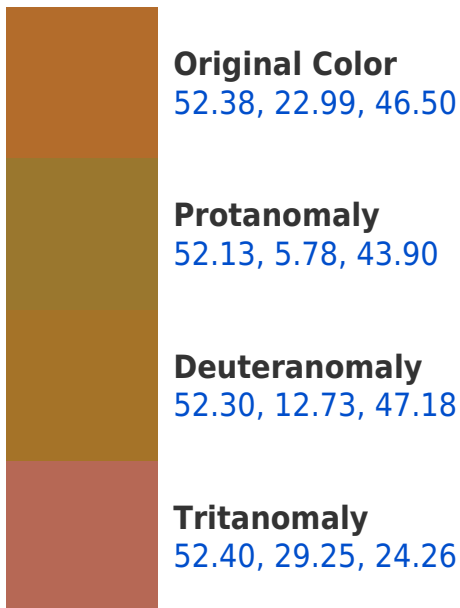 Original Color
52.38, 22.99, 46.50
Protanomaly
52.13, 5.78, 43.90
Deuteranomaly
52.30, 12.73, 47.18
Tritanomaly
52.40, 29.25, 24.26